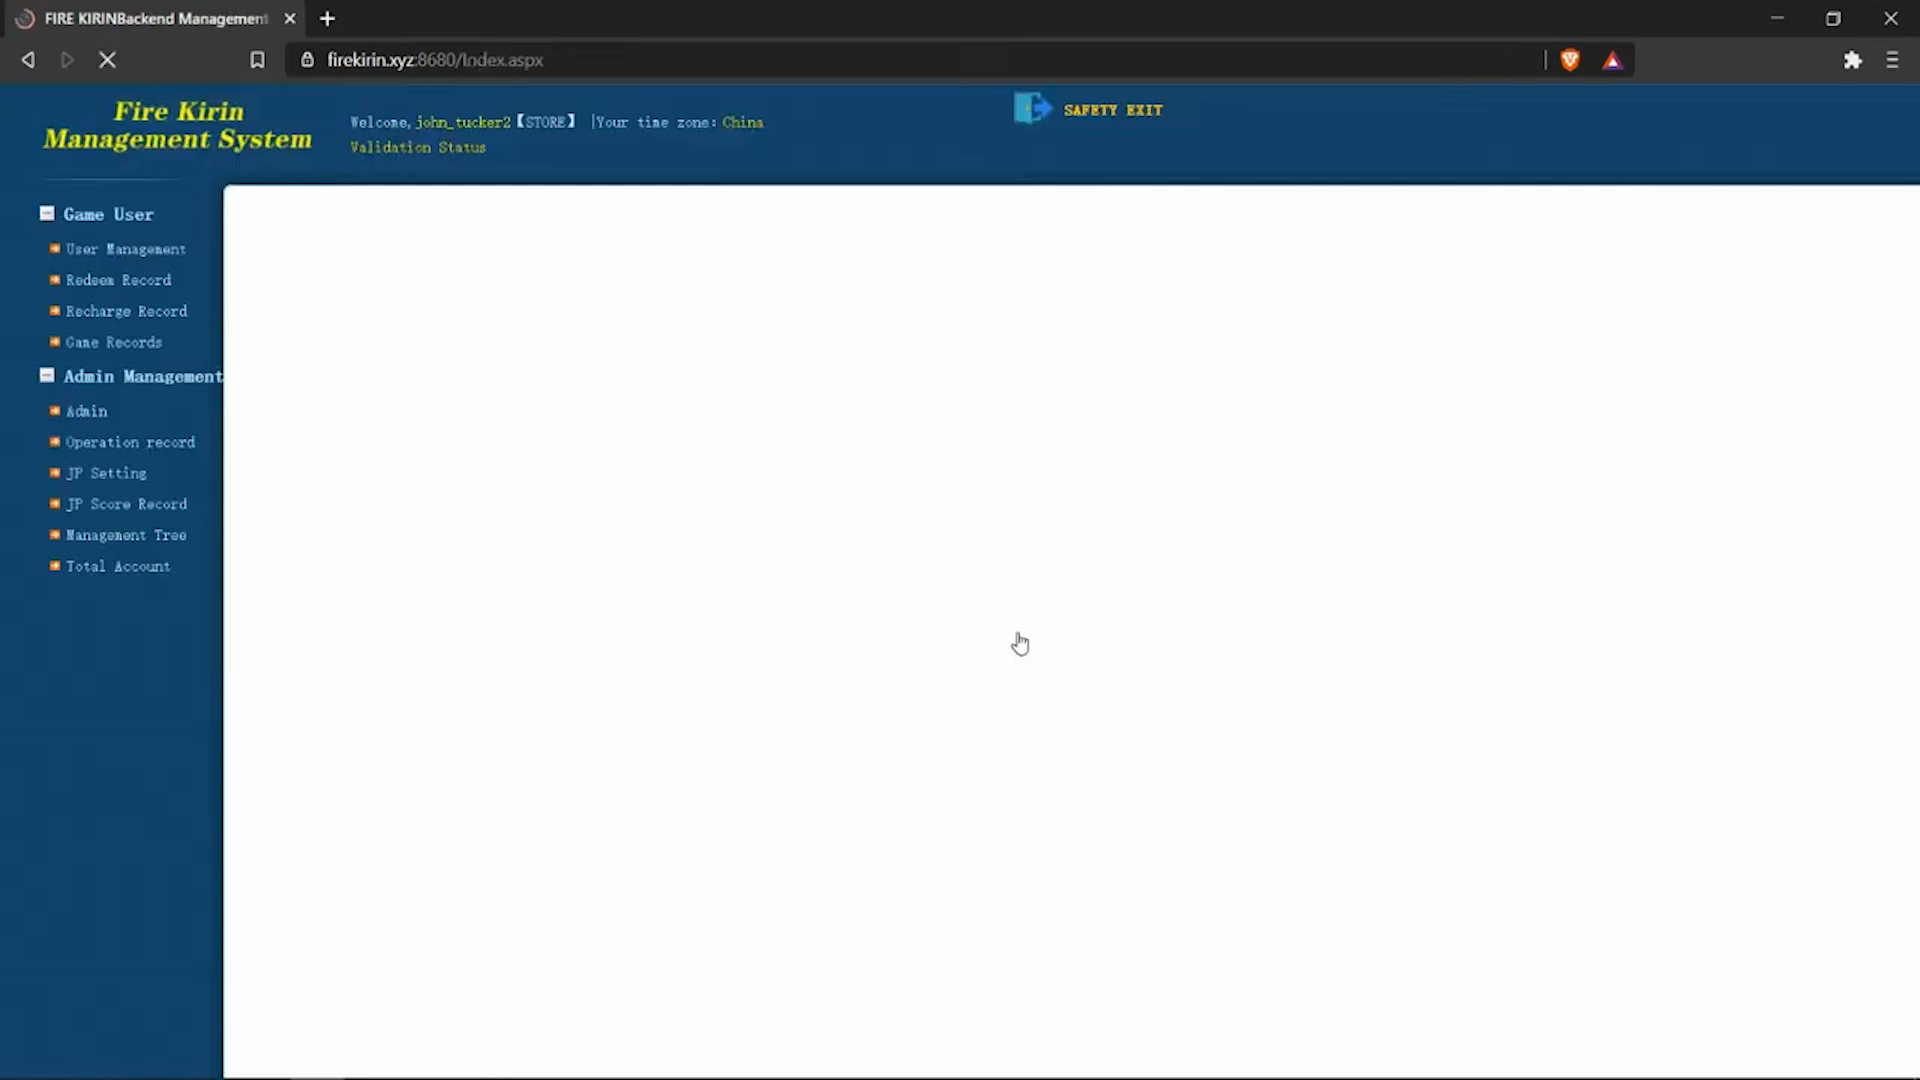 FIRE KIRINBackend Management
firekirin.xyz:8680/Index.aspx
Fire Kirin
Management System
Welcome,john_tucker2【STORE】 |Your time zone: China
Validation Status
SAFETY EXIT
Game User
User Management
Redeem Record
Recharge Record
Game Records
Admin Management
Admin
Operation record
JP Setting
JP Score Record
Management Tree
Total Account